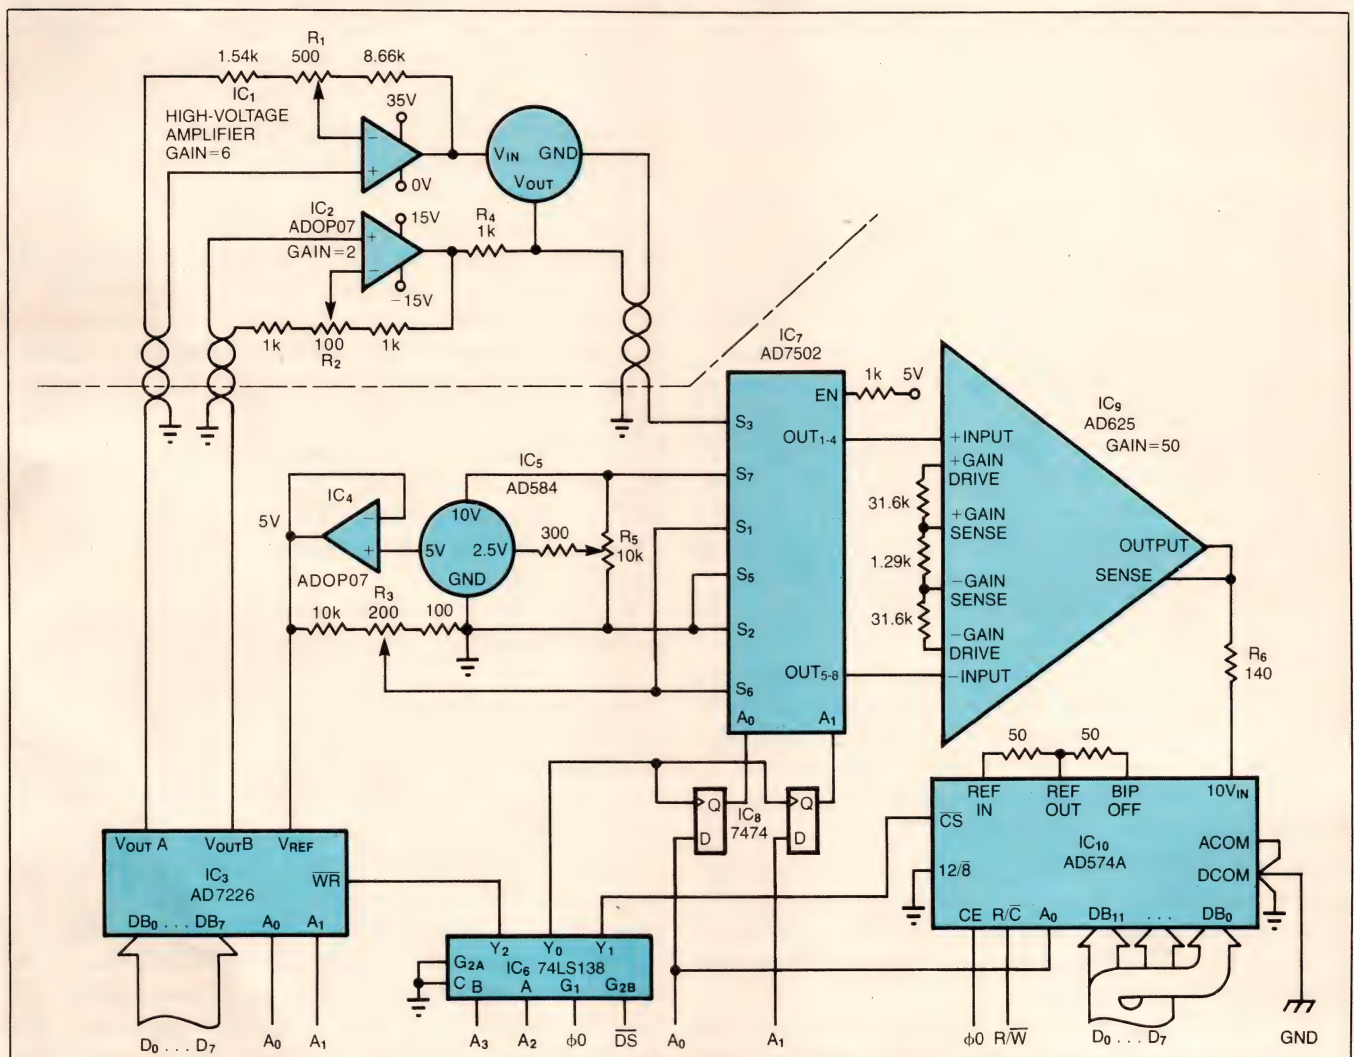 R1
1.54k 500 8.66k
IC1
HIGH-VOLTAGE
AMPLIFIER
GAIN=6
35V
−
+
0V
VIN GND
VOUT
IC2
ADOP07
GAIN=2
15V
+
−
−15V
R4
1k
1k 100 1k
R2
IC7
AD7502
1k 5V
EN
S3
OUT1-4
S7
S1
S5
S2
S6
OUT5-8
A0 A1
IC9
AD625
GAIN=50
+INPUT
+GAIN
DRIVE
31.6k
+GAIN
SENSE
1.29k
−GAIN
SENSE
31.6k
−GAIN
DRIVE
−INPUT
OUTPUT
SENSE
R6
140
IC5
AD584
IC4
−
+
5V
ADOP07
10V
5V 2.5V
GND
300
R5
10k
R3
10k 200 100
VOUT A VOUTB VREF
IC3
AD7226
W̅R̅
DB0 ... DB7 A0 A1
D0 ... D7 A0 A1
Y2 Y0 Y1
G2A
IC6 74LS138
C B A G1 G2B
A3 A2 ϕ0 D̅S̅ A0 A1
Q
D
IC8
7474
Q
D
50 50
REF IN
REF OUT
BIP OFF
10VIN
C̅S̅
IC10
AD574A
ACOM
DCOM
12/8̅
CE R/C̅ A0 DB11 ... DB0
ϕ0 R/W̅ D0 ... D7 GND